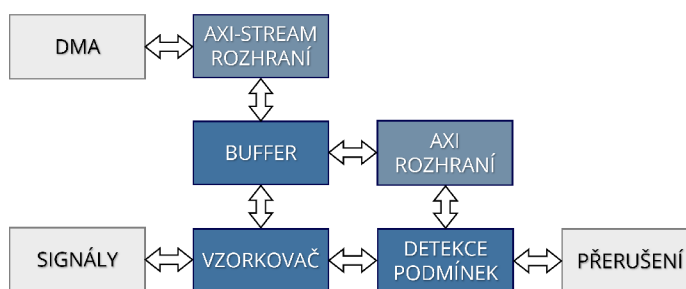 DMA
AXI-STREAM
ROZHRANÍ
BUFFER
AXI
ROZHRANÍ
SIGNÁLY
VZORKOVAČ
DETEKCE
PODMÍNEK
PŘERUŠENÍ